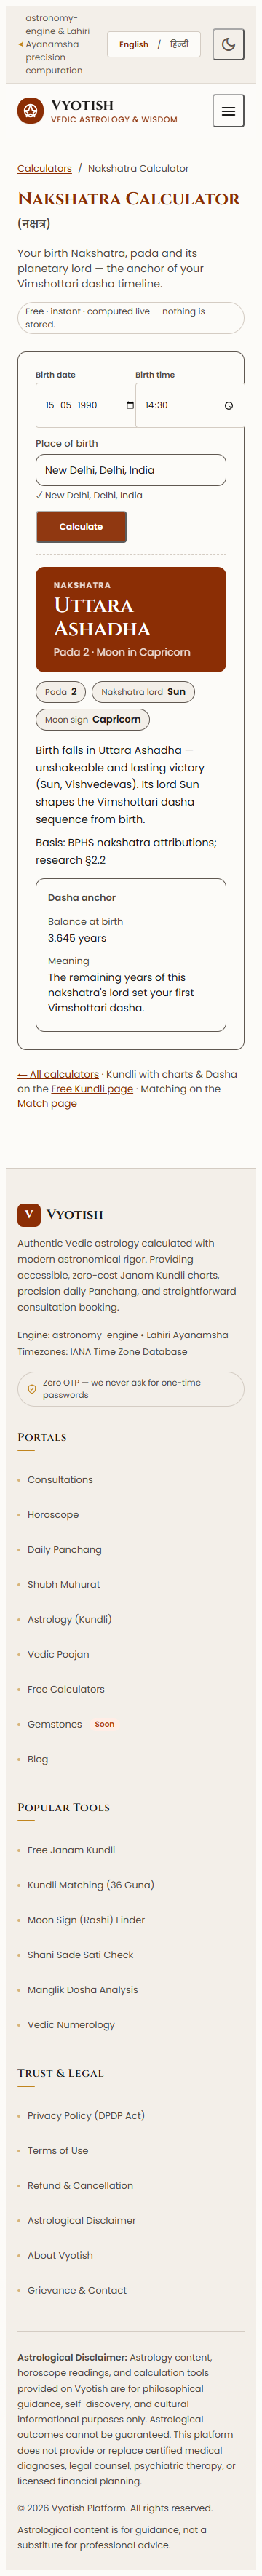 astronomy-
engine & Lahiri
Ayanamsha
precision
computation
English / हिन्दी
Vyotish
VEDIC ASTROLOGY & WISDOM
Calculators / Nakshatra Calculator
Nakshatra Calculator
(नक्षत्र)
Your birth Nakshatra, pada and its
planetary lord — the anchor of your
Vimshottari dasha timeline.
Free · instant · computed live — nothing is
stored.
Birth date Birth time
15-05-1990 14:30
Place of birth
New Delhi, Delhi, India
✓ New Delhi, Delhi, India
Calculate
NAKSHATRA
Uttara
Ashadha
Pada 2 · Moon in Capricorn
Pada 2 Nakshatra lord Sun
Moon sign Capricorn
Birth falls in Uttara Ashadha —
unshakeable and lasting victory
(Sun, Vishvedevas). Its lord Sun
shapes the Vimshottari dasha
sequence from birth.
Basis: BPHS nakshatra attributions;
research §2.2
Dasha anchor
Balance at birth
3.645 years
Meaning
The remaining years of this
nakshatra's lord set your first
Vimshottari dasha.
← All calculators · Kundli with charts & Dasha
on the Free Kundli page · Matching on the
Match page
V Vyotish
Authentic Vedic astrology calculated with
modern astronomical rigor. Providing
accessible, zero-cost Janam Kundli charts,
precision daily Panchang, and straightforward
consultation booking.
Engine: astronomy-engine • Lahiri Ayanamsha
Timezones: IANA Time Zone Database
Zero OTP — we never ask for one-time
passwords
Portals
Consultations
Horoscope
Daily Panchang
Shubh Muhurat
Astrology (Kundli)
Vedic Poojan
Free Calculators
Gemstones Soon
Blog
Popular Tools
Free Janam Kundli
Kundli Matching (36 Guna)
Moon Sign (Rashi) Finder
Shani Sade Sati Check
Manglik Dosha Analysis
Vedic Numerology
Trust & Legal
Privacy Policy (DPDP Act)
Terms of Use
Refund & Cancellation
Astrological Disclaimer
About Vyotish
Grievance & Contact
Astrological Disclaimer: Astrology content,
horoscope readings, and calculation tools
provided on Vyotish are for philosophical
guidance, self-discovery, and cultural
informational purposes only. Astrological
outcomes cannot be guaranteed. This platform
does not provide or replace certified medical
diagnoses, legal counsel, psychiatric therapy, or
licensed financial planning.
© 2026 Vyotish Platform. All rights reserved.
Astrological content is for guidance, not a
substitute for professional advice.